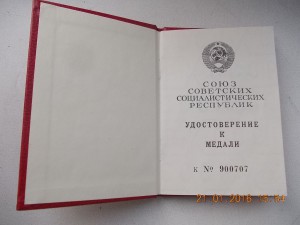 СОЮЗ
СОВЕТСКИХ
СОЦИАЛИСТИЧЕСКИХ
РЕСПУБЛИК
УДОСТОВЕРЕНИЕ
К
МЕДАЛИ
К № 900707